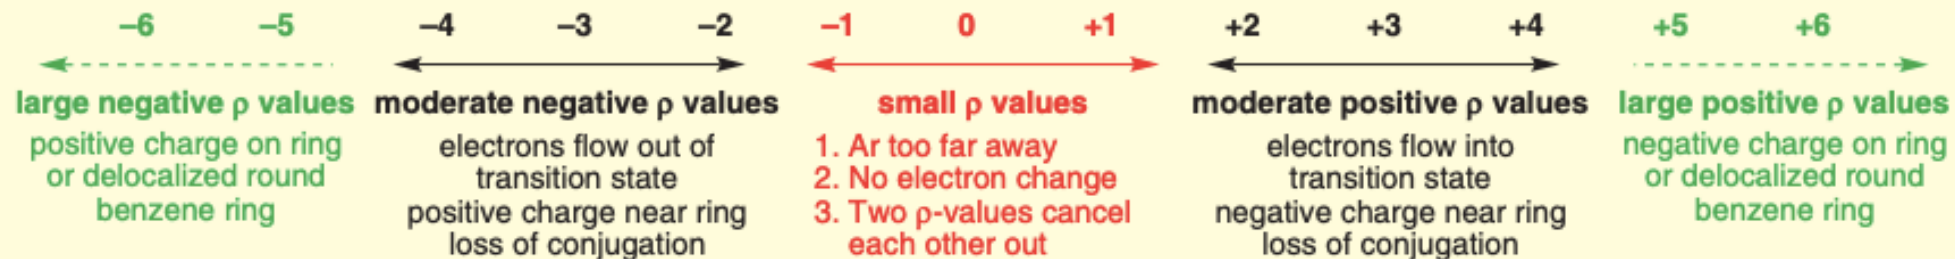 –6 –5 –4 –3 –2 –1 0 +1 +2 +3 +4 +5 +6
large negative ρ values
positive charge on ring
or delocalized round
benzene ring
moderate negative ρ values
electrons flow out of
transition state
positive charge near ring
loss of conjugation
small ρ values
1. Ar too far away
2. No electron change
3. Two ρ-values cancel
each other out
moderate positive ρ values
electrons flow into
transition state
negative charge near ring
loss of conjugation
large positive ρ values
negative charge on ring
or delocalized round
benzene ring